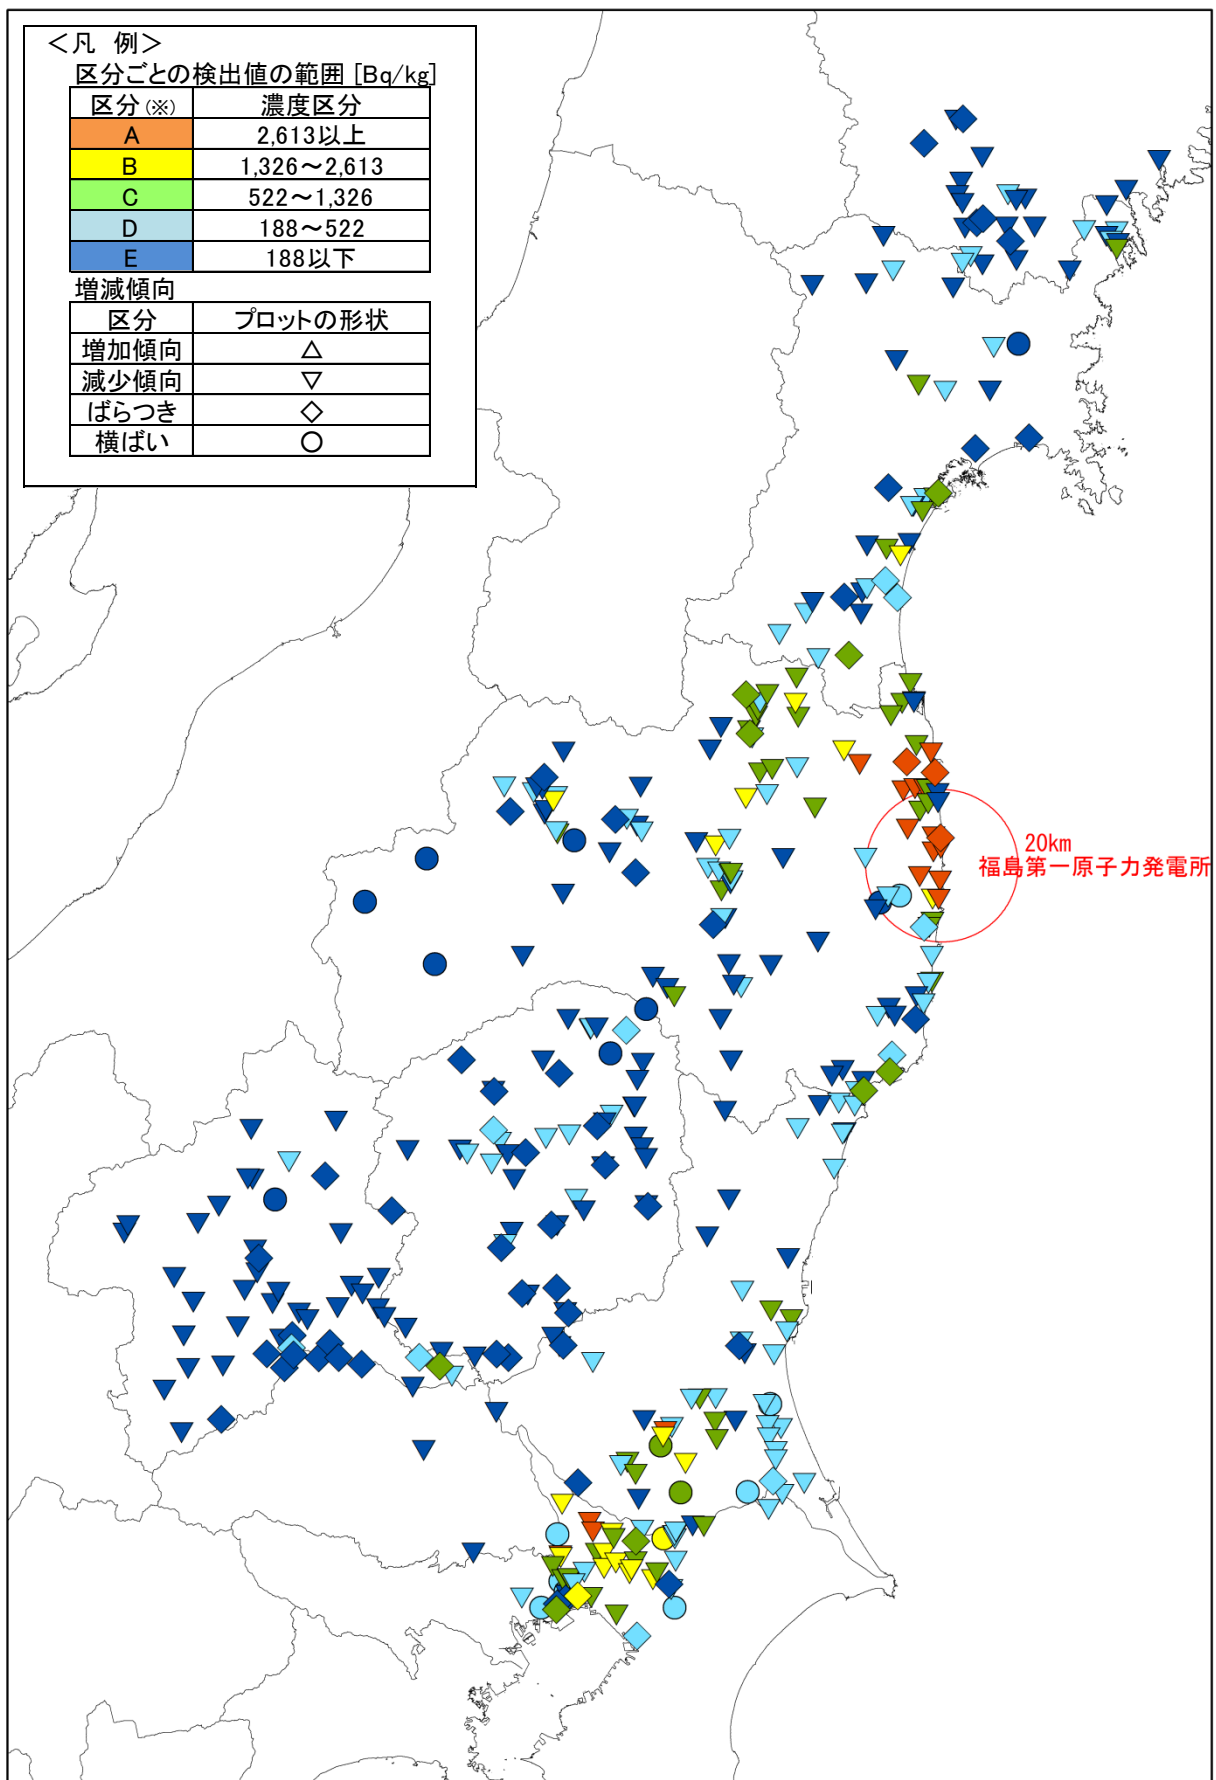 ＜凡 例＞
区分ごとの検出値の範囲 [Bq/kg]
区分(※) 濃度区分
A 2,613以上
B 1,326～2,613
C 522～1,326
D 188～522
E 188以下
増減傾向
区分 プロットの形状
増加傾向 △
減少傾向 ▽
ばらつき ◇
横ばい ○
20km
福島第一原子力発電所